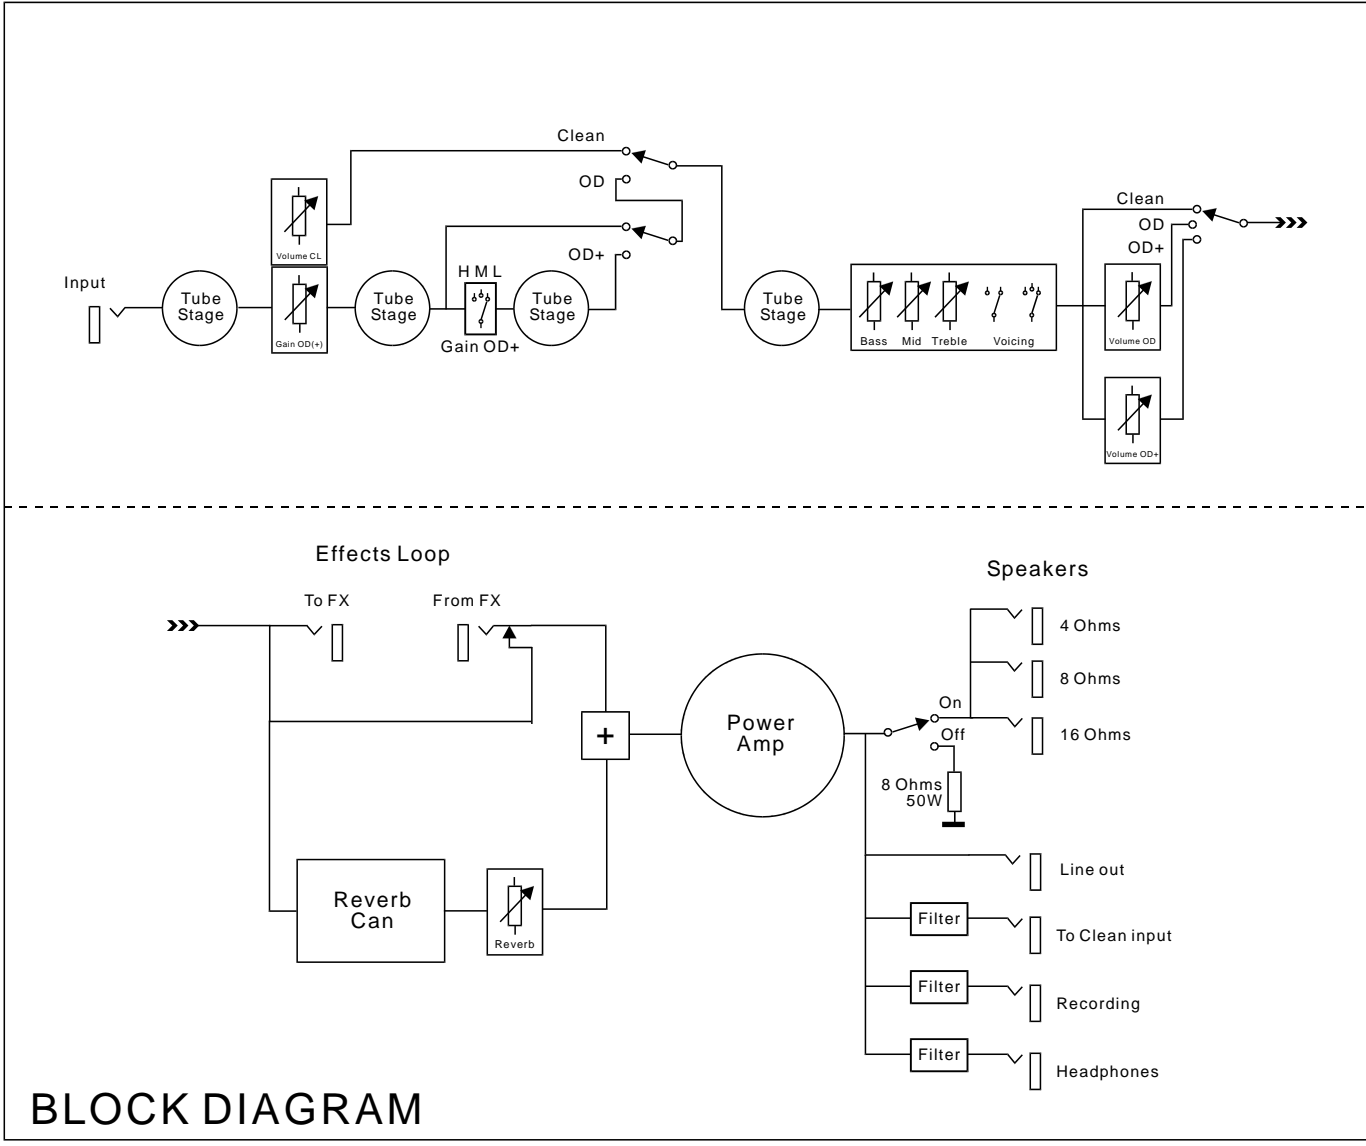 Clean
OD
Volume CL
Input
Tube
Stage
Gain OD(+)
Tube
Stage
H M L
Gain OD+
Tube
Stage
OD+
Tube
Stage
Bass Mid Treble Voicing
Clean
OD
OD+
Volume OD
Volume OD+
Effects Loop
To FX
From FX
Speakers
4 Ohms
8 Ohms
16 Ohms
On
Off
8 Ohms
50W
+
Power
Amp
Reverb
Can
Reverb
Line out
Filter
To Clean input
Filter
Recording
Filter
Headphones
BLOCK DIAGRAM